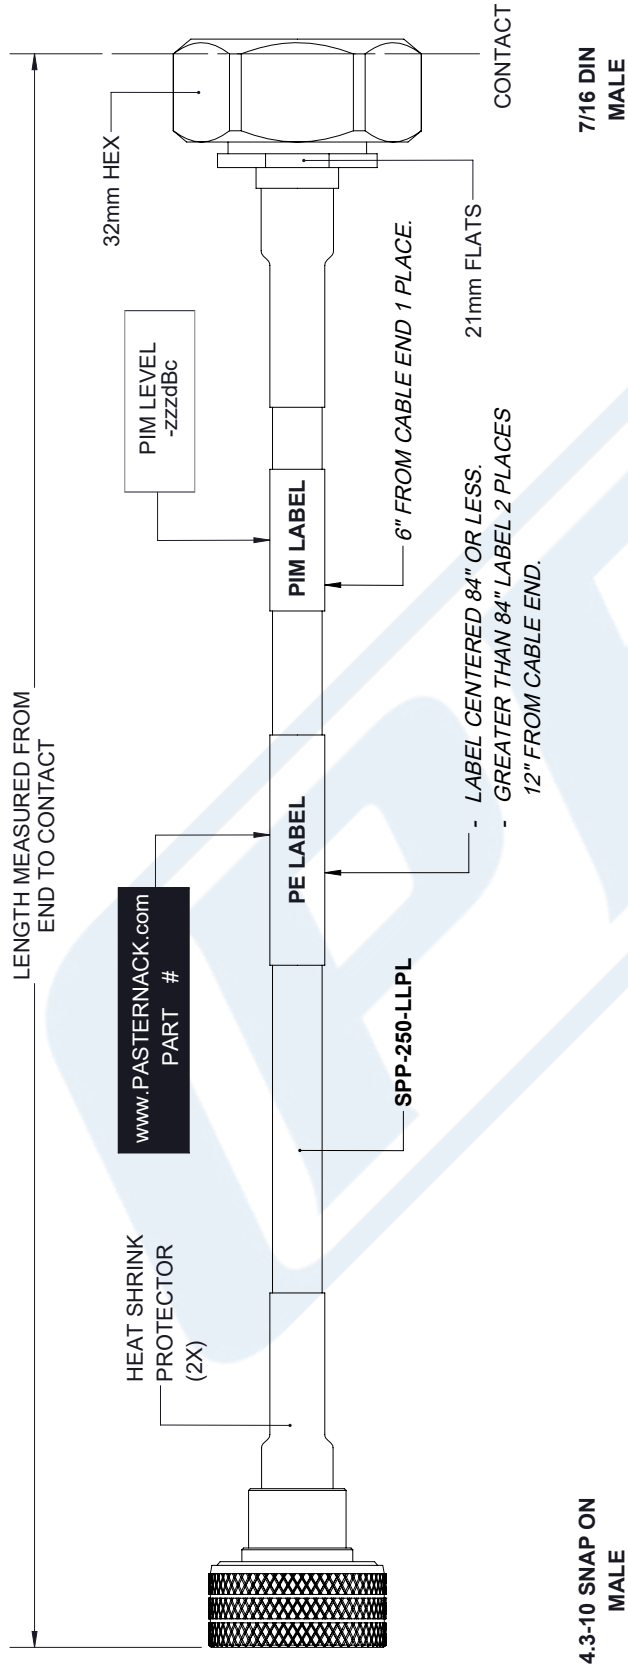 LENGTH MEASURED FROM
END TO CONTACT
HEAT SHRINK
PROTECTOR
(2X)
www.PASTERNACK.com
PART #
PIM LEVEL
-zzzdBc
32mm HEX
PE LABEL
PIM LABEL
SPP-250-LLPL
6" FROM CABLE END 1 PLACE.
21mm FLATS
CONTACT
- LABEL CENTERED 84" OR LESS.
- GREATER THAN 84" LABEL 2 PLACES
12" FROM CABLE END.
4.3-10 SNAP ON
MALE
7/16 DIN
MALE